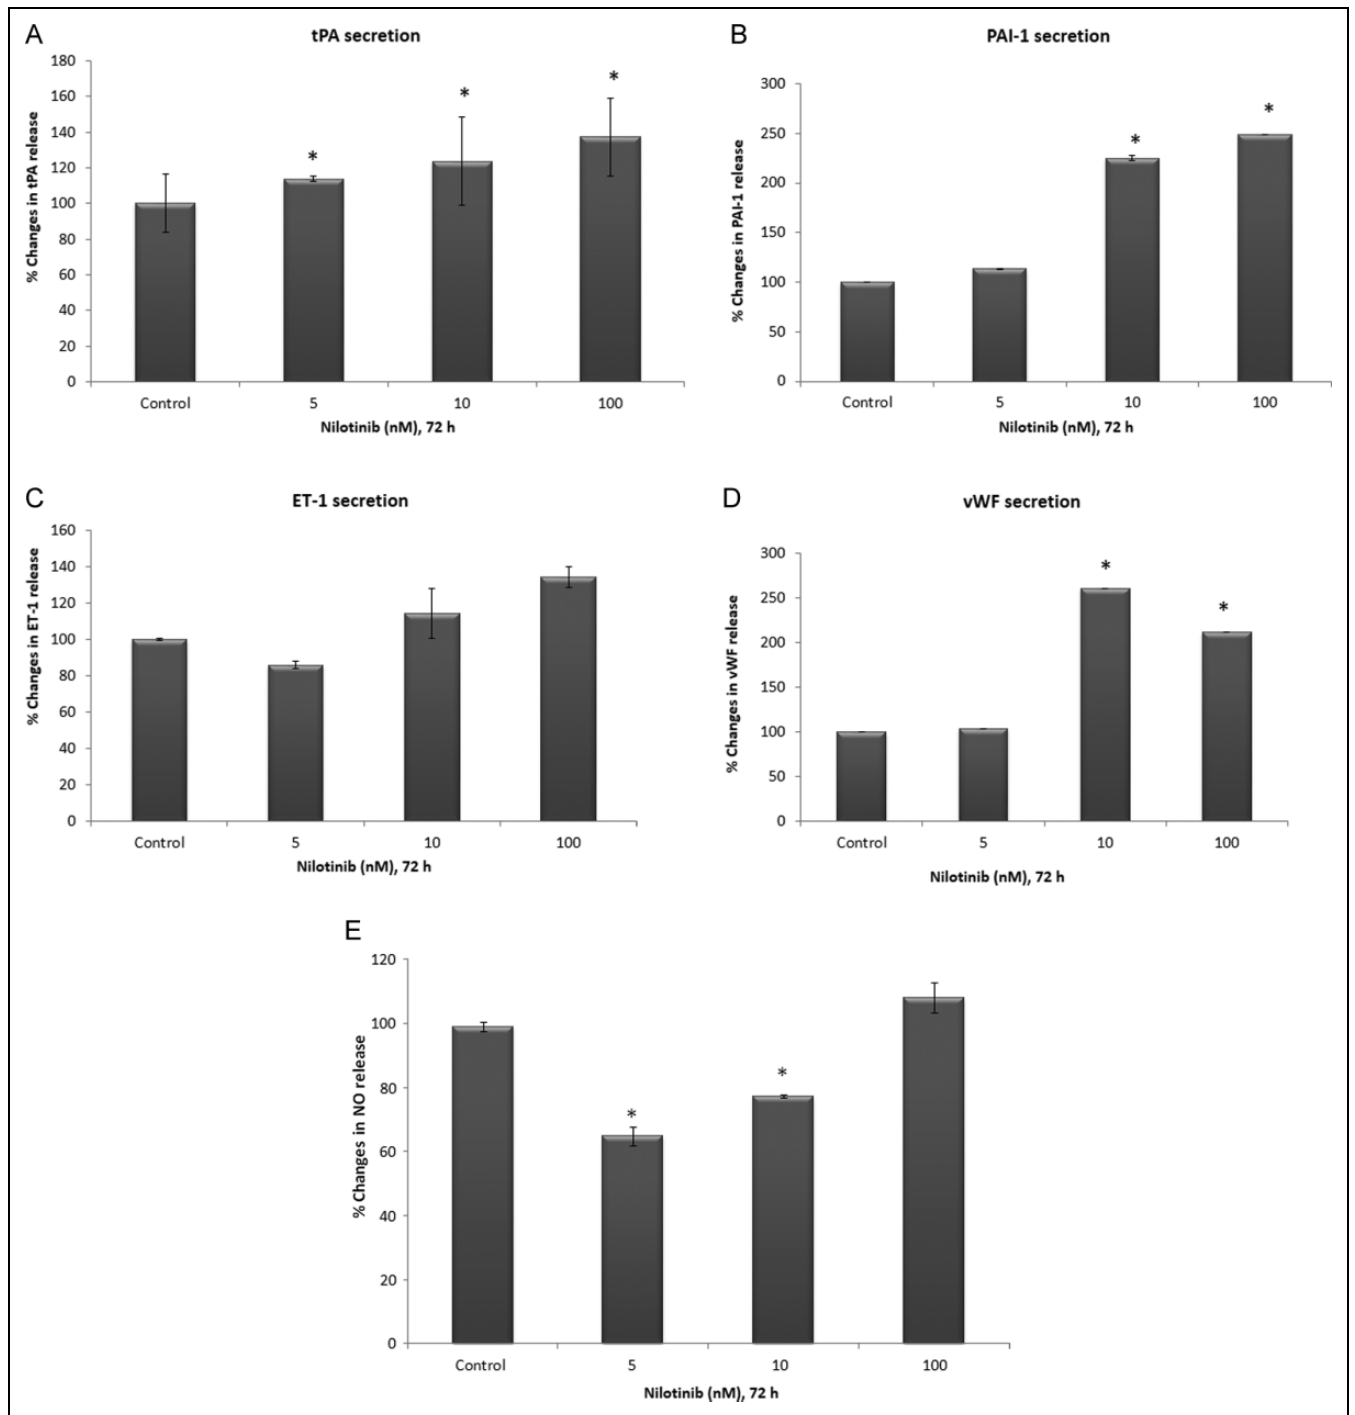 A
tPA secretion
% Changes in tPA release
180
160
140
120
100
80
60
40
20
0
*
*
*
Control 5 10 100
Nilotinib (nM), 72 h
B
PAI-1 secretion
% Changes in PAI-1 release
300
250
200
150
100
50
0
*
*
Control 5 10 100
Nilotinib (nM), 72 h
C
ET-1 secretion
% Changes in ET-1 release
160
140
120
100
80
60
40
20
0
Control 5 10 100
Nilotinib (nM), 72 h
D
vWF secretion
% Changes in vWF release
300
250
200
150
100
50
0
*
*
Control 5 10 100
Nilotinib (nM), 72 h
E
% Changes in NO release
120
100
80
60
40
20
0
*
*
Control 5 10 100
Nilotinib (nM), 72 h